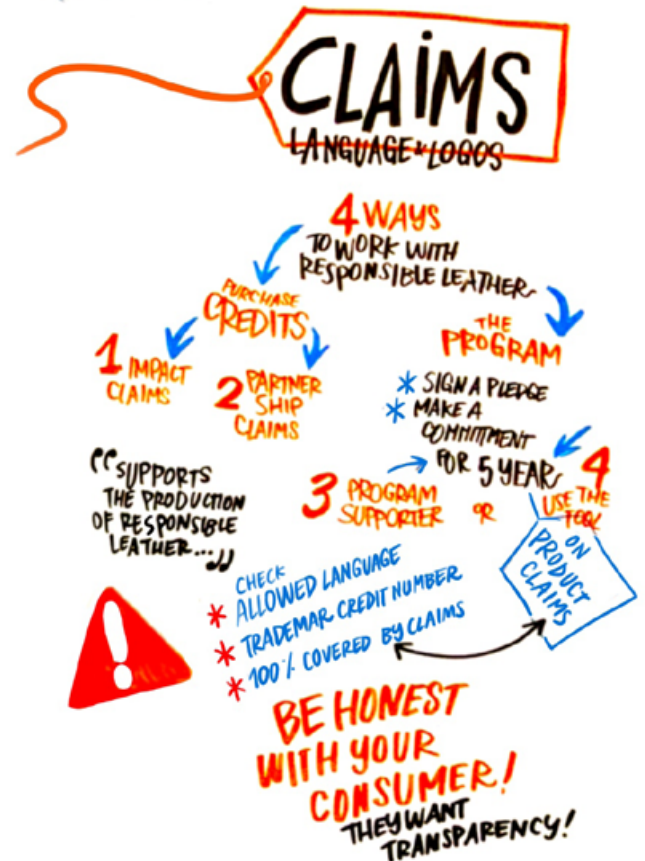 CLAIMS
LANGUAGE & LOGOS
4 WAYS
TO WORK WITH
RESPONSIBLE LEATHER
PURCHASE
CREDITS
1 IMPACT
CLAIMS
2 PARTNER
SHIP
CLAIMS
THE
PROGRAM
* SIGN A PLEDGE
* MAKE A
COMMITMENT
FOR 5 YEAR
3 PROGRAM
SUPPORTER
OR
4
USE THE
TOOL
ON
PRODUCT
CLAIMS
"SUPPORTS
THE PRODUCTION
OF RESPONSIBLE
LEATHER..."
CHECK
* ALLOWED LANGUAGE
* TRADEMAR CREDIT NUMBER
* 100% COVERED BY CLAIMS
BE HONEST
WITH YOUR
CONSUMER!
THEY WANT
TRANSPARENCY!